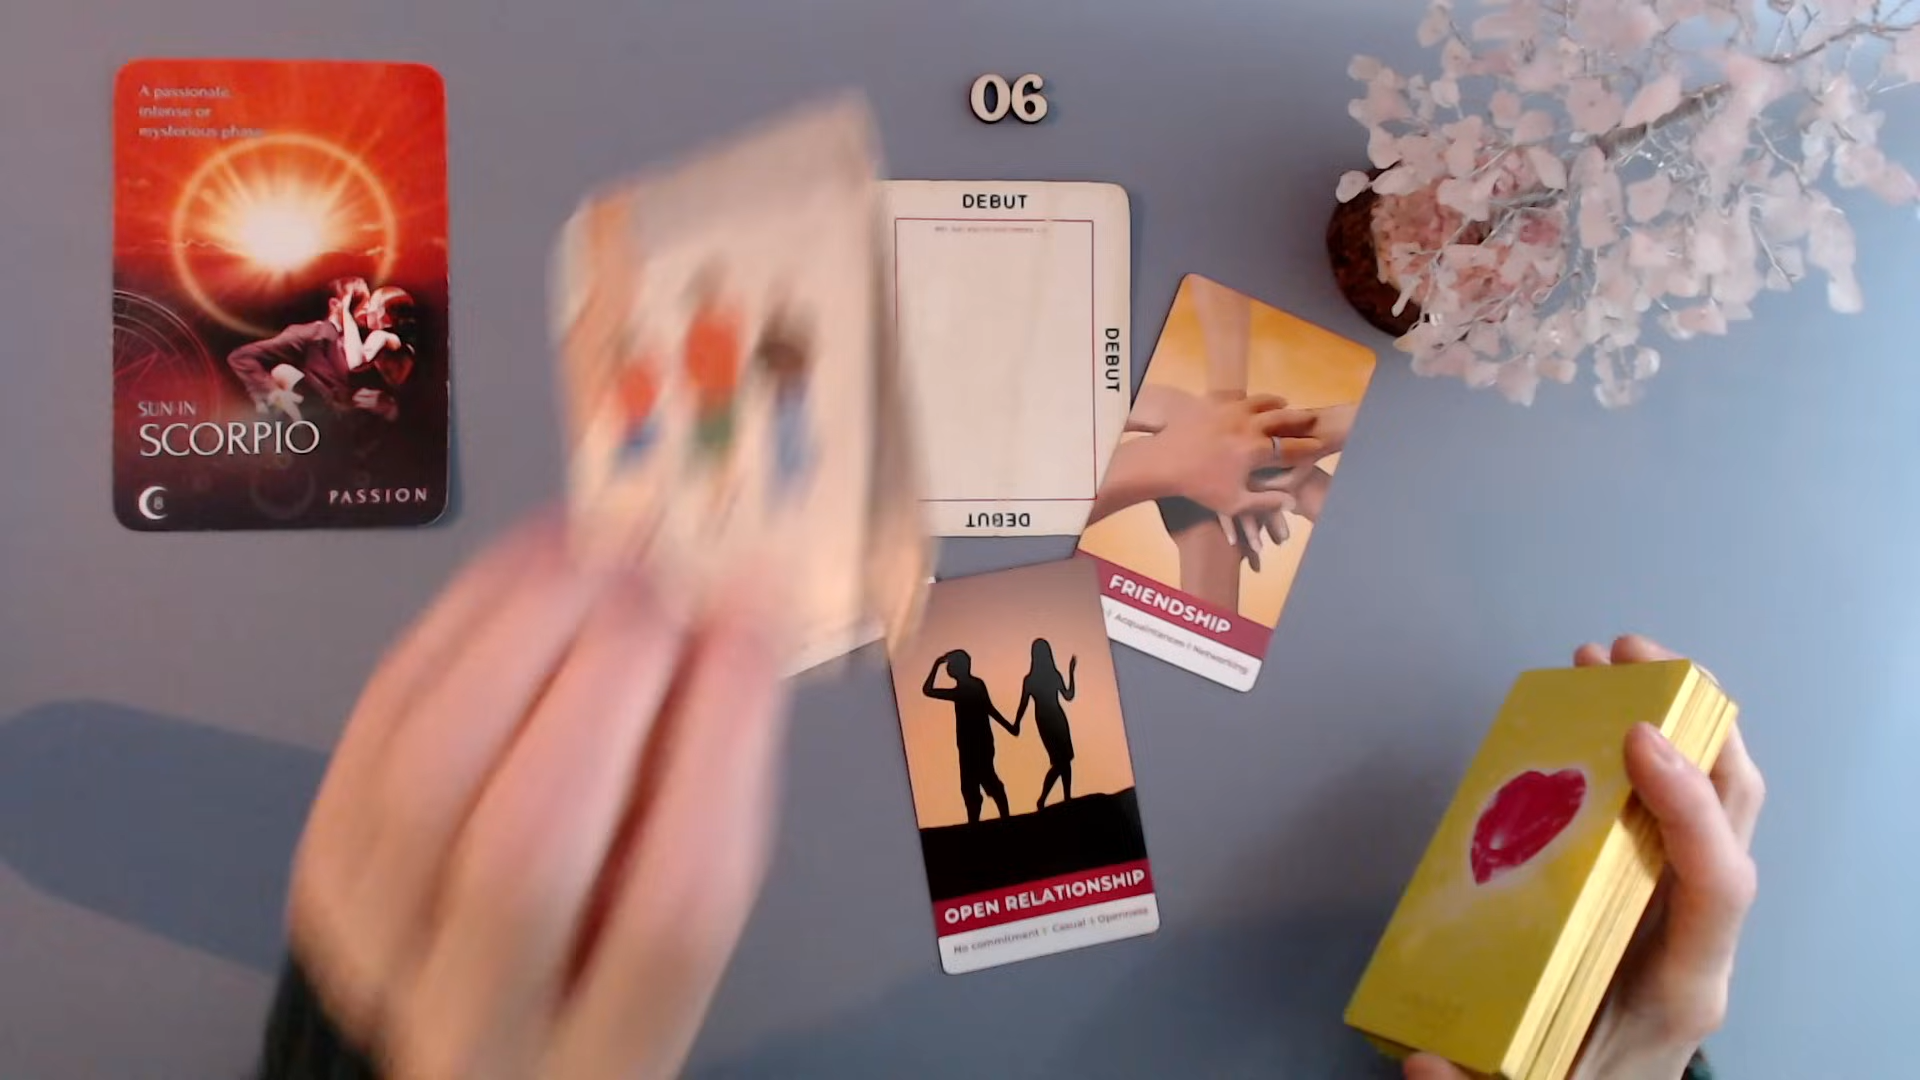 A passionate,
intense or
mysterious phase
SUN IN
SCORPIO
8
PASSION
06
DEBUT
DEBUT
DEBUT
FRIENDSHIP
Acquaintances & Networking
OPEN RELATIONSHIP
No commitment & Casual & Openness